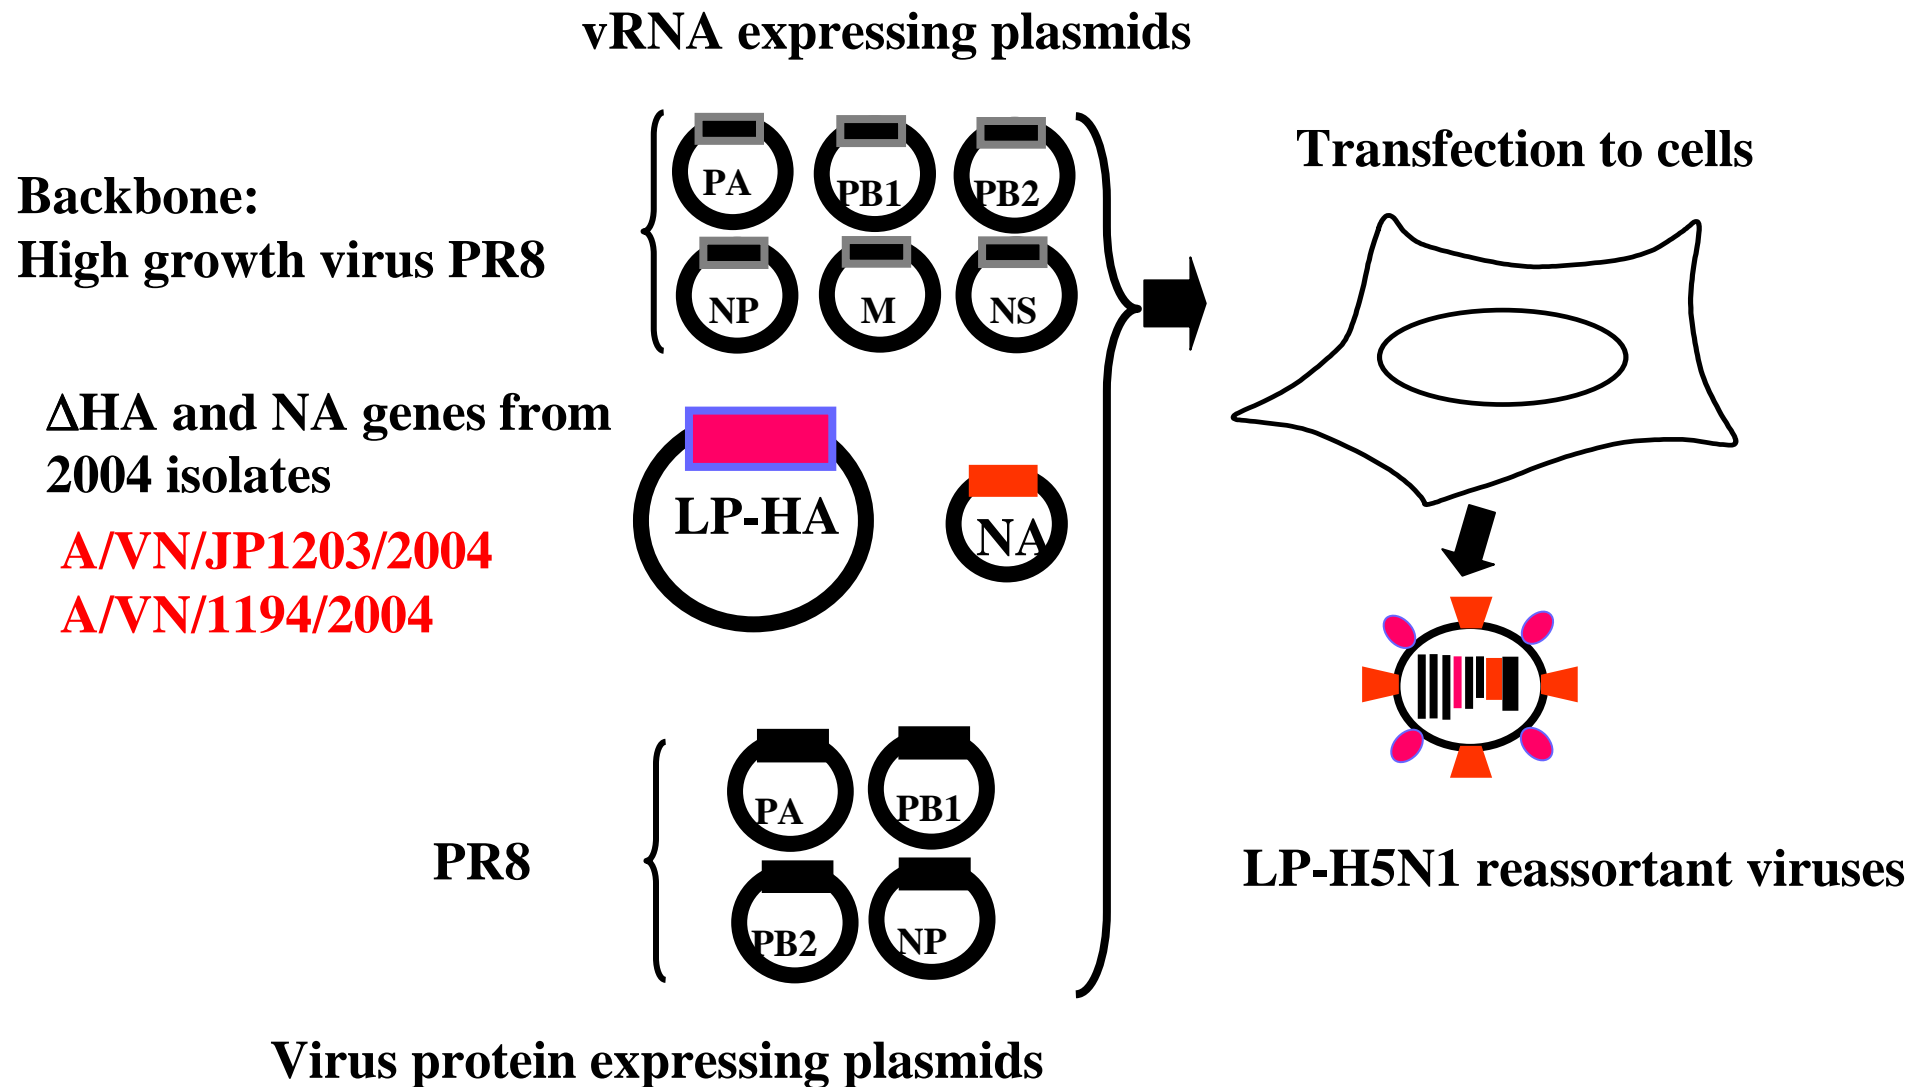 vRNA expressing plasmids
Backbone:
High growth virus PR8
PA
PB1
PB2
NP
M
NS
Transfection to cells
ΔHA and NA genes from
2004 isolates
A/VN/JP1203/2004
A/VN/1194/2004
LP-HA
NA
PR8
PA
PB1
PB2
NP
LP-H5N1 reassortant viruses
Virus protein expressing plasmids